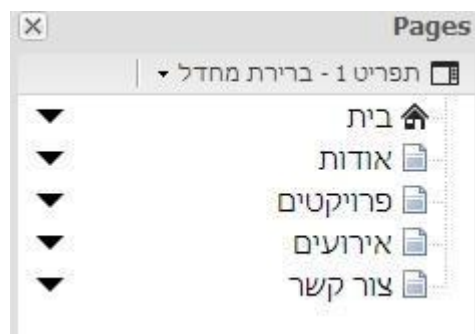 Pages
תפריט 1 - ברירת מחדל
בית
אודות
פרויקטים
אירועים
צור קשר